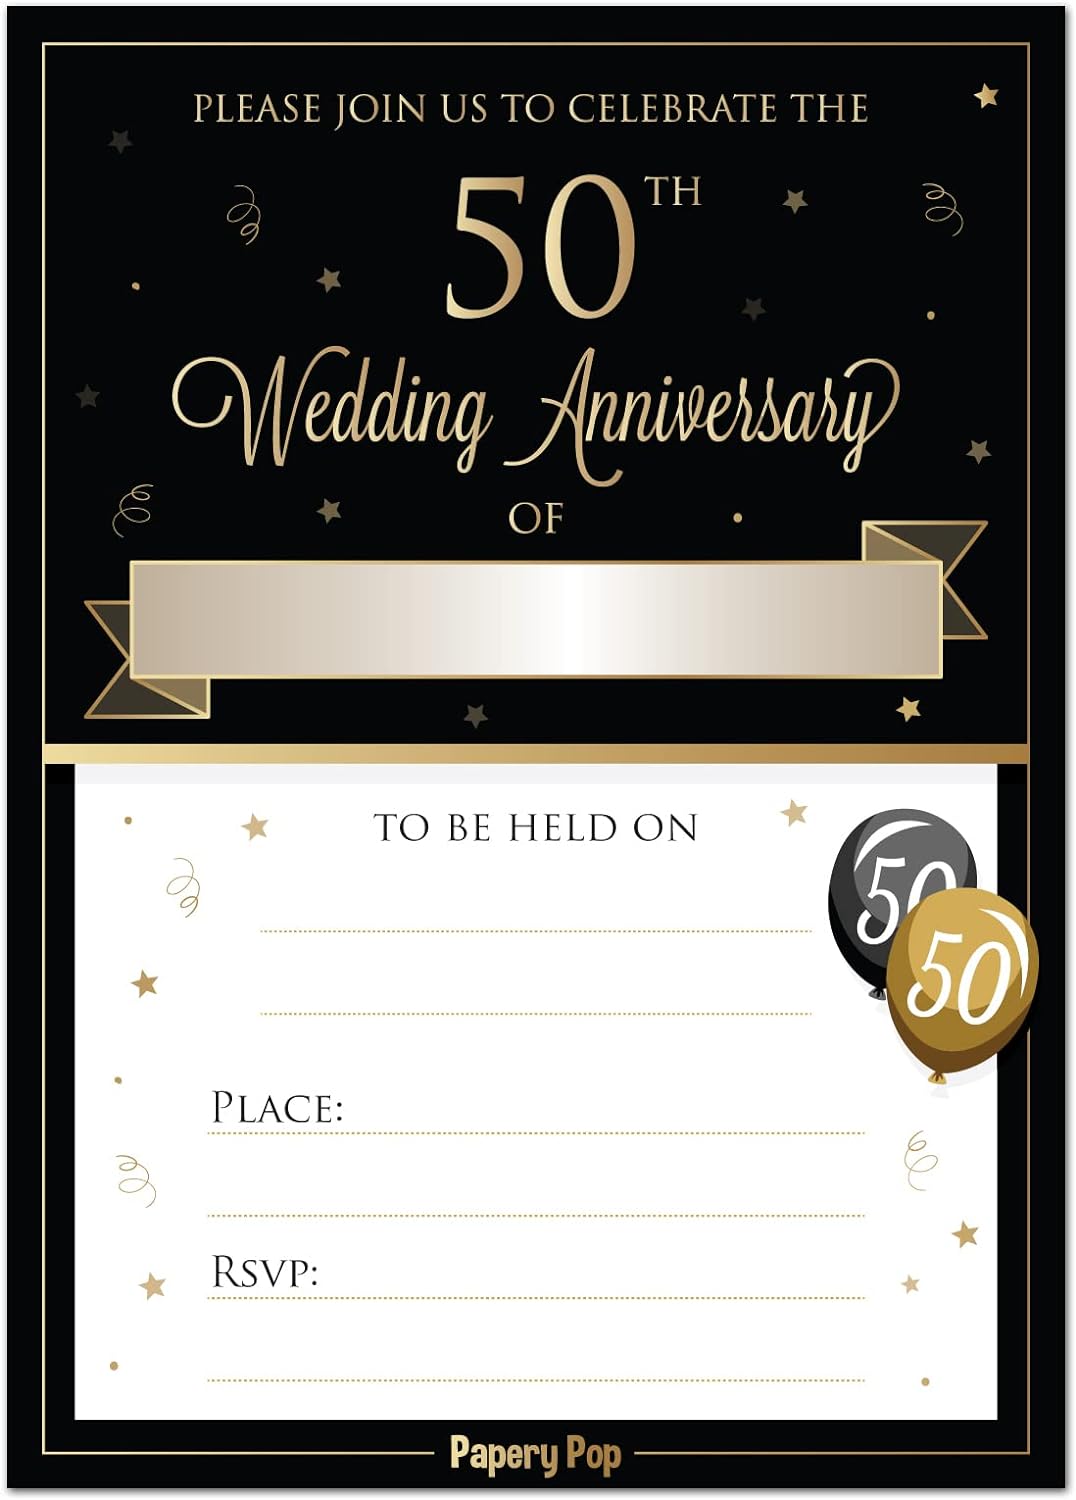 PLEASE JOIN US TO CELEBRATE THE
50TH
Wedding Anniversary
OF
TO BE HELD ON
50
50
PLACE:
RSVP:
Papery Pop